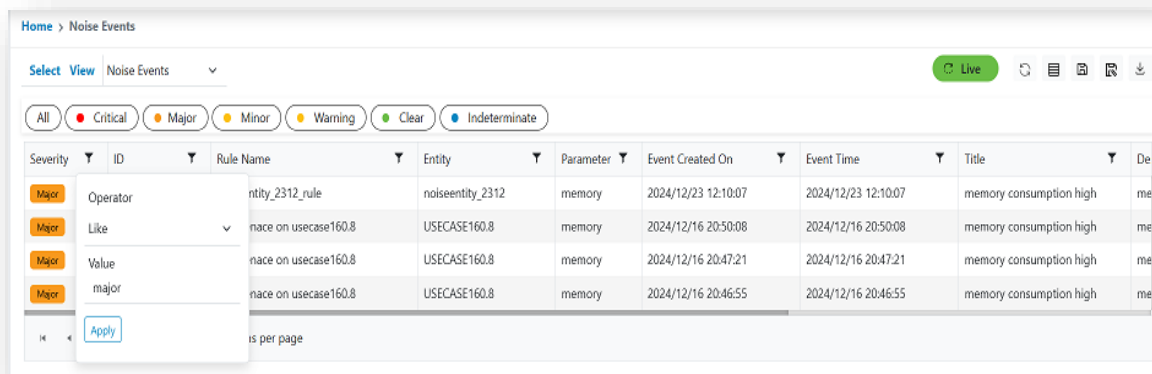 Home > Noise Events
Select View Noise Events
Live
All Critical Major Minor Warning Clear Indeterminate
Severity ID Rule Name Entity Parameter Event Created On Event Time Title De
Major ntity_2312_rule noiseentity_2312 memory 2024/12/23 12:10:07 2024/12/23 12:10:07 memory consumption high me
Major nace on usecase160.8 USECASE160.8 memory 2024/12/16 20:50:08 2024/12/16 20:50:08 memory consumption high me
Major nace on usecase160.8 USECASE160.8 memory 2024/12/16 20:47:21 2024/12/16 20:47:21 memory consumption high me
Major nace on usecase160.8 USECASE160.8 memory 2024/12/16 20:46:55 2024/12/16 20:46:55 memory consumption high me
Operator
Like
Value
major
Apply
s per page